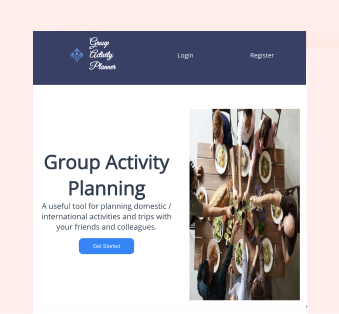 Group
Activity
Planner
Login
Register
Group Activity
Planning
A useful tool for planning domestic /
international activities and trips with
your friends and colleagues.
Get Started